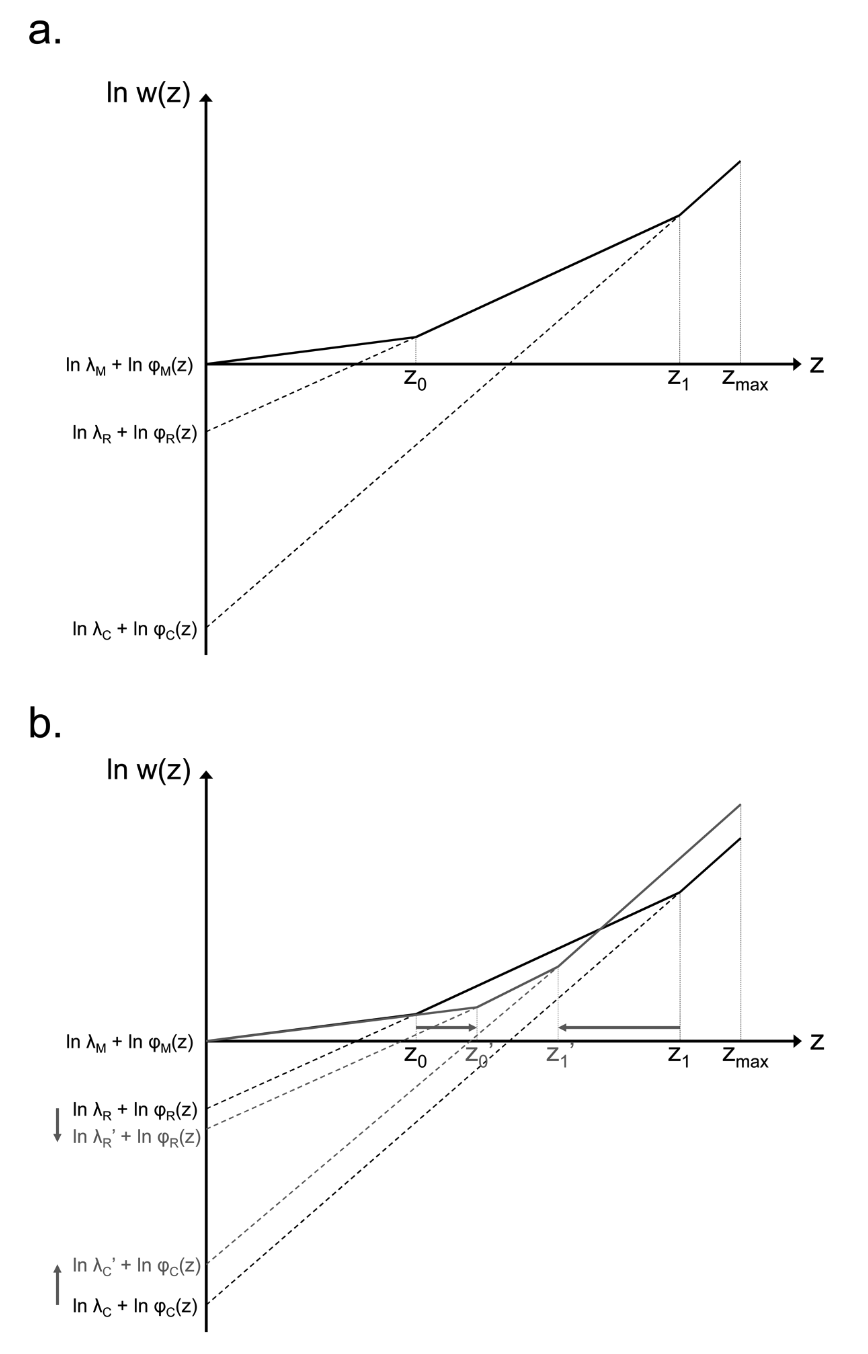 a.
ln w(z)
ln λM + ln φM(z)
z
z0
z1
zmax
ln λR + ln φR(z)
ln λC + ln φC(z)
b.
ln w(z)
ln λM + ln φM(z)
z
z0
z0’
z1’
z1
zmax
ln λR + ln φR(z)
ln λR’ + ln φR(z)
ln λC’ + ln φC(z)
ln λC + ln φC(z)